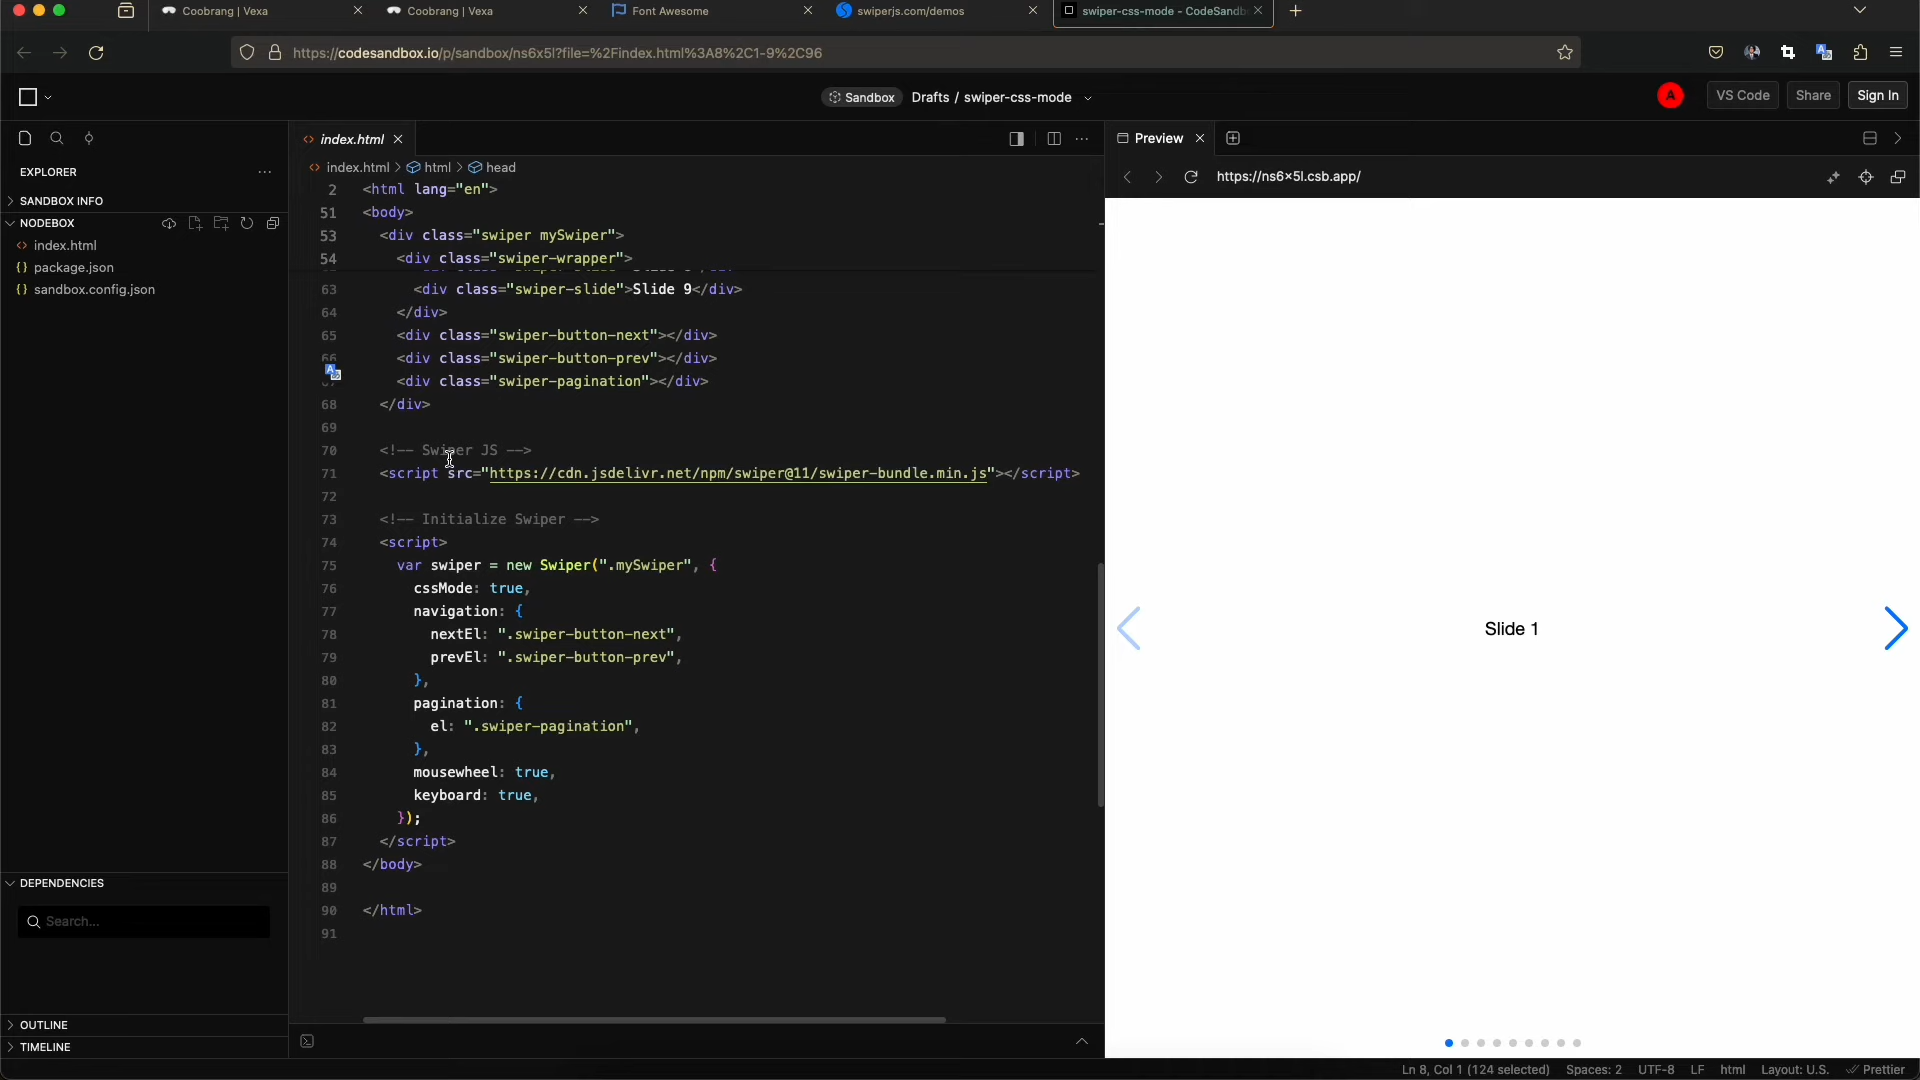 Coobrang | Vexa
Coobrang | Vexa
Font Awesome
swiperjs.com/demos
swiper-css-mode - CodeSandb
https://codesandbox.io/p/sandbox/ns6x5l?file=%2Findex.html%3A8%2C1-9%2C96
Sandbox
Drafts / swiper-css-mode
A
VS Code
Share
Sign In
EXPLORER
SANDBOX INFO
NODEBOX
index.html
package.json
sandbox.config.json
DEPENDENCIES
Search...
OUTLINE
TIMELINE
index.html
index.html > html > head
2 <html lang="en">
51 <body>
53 <div class="swiper mySwiper">
54 <div class="swiper-wrapper">
63 <div class="swiper-slide">Slide 9</div>
64 </div>
65 <div class="swiper-button-next"></div>
66 <div class="swiper-button-prev"></div>
<div class="swiper-pagination"></div>
68 </div>
69
70 <!-- Swiper JS -->
71 <script src="https://cdn.jsdelivr.net/npm/swiper@11/swiper-bundle.min.js"></script>
72
73 <!-- Initialize Swiper -->
74 <script>
75 var swiper = new Swiper(".mySwiper", {
76 cssMode: true,
77 navigation: {
78 nextEl: ".swiper-button-next",
79 prevEl: ".swiper-button-prev",
80 },
81 pagination: {
82 el: ".swiper-pagination",
83 },
84 mousewheel: true,
85 keyboard: true,
86 });
87 </script>
88 </body>
89
90 </html>
91
Preview
https://ns6x5l.csb.app/
Slide 1
Ln 8, Col 1 (124 selected)
Spaces: 2
UTF-8
LF
html
Layout: U.S.
Prettier